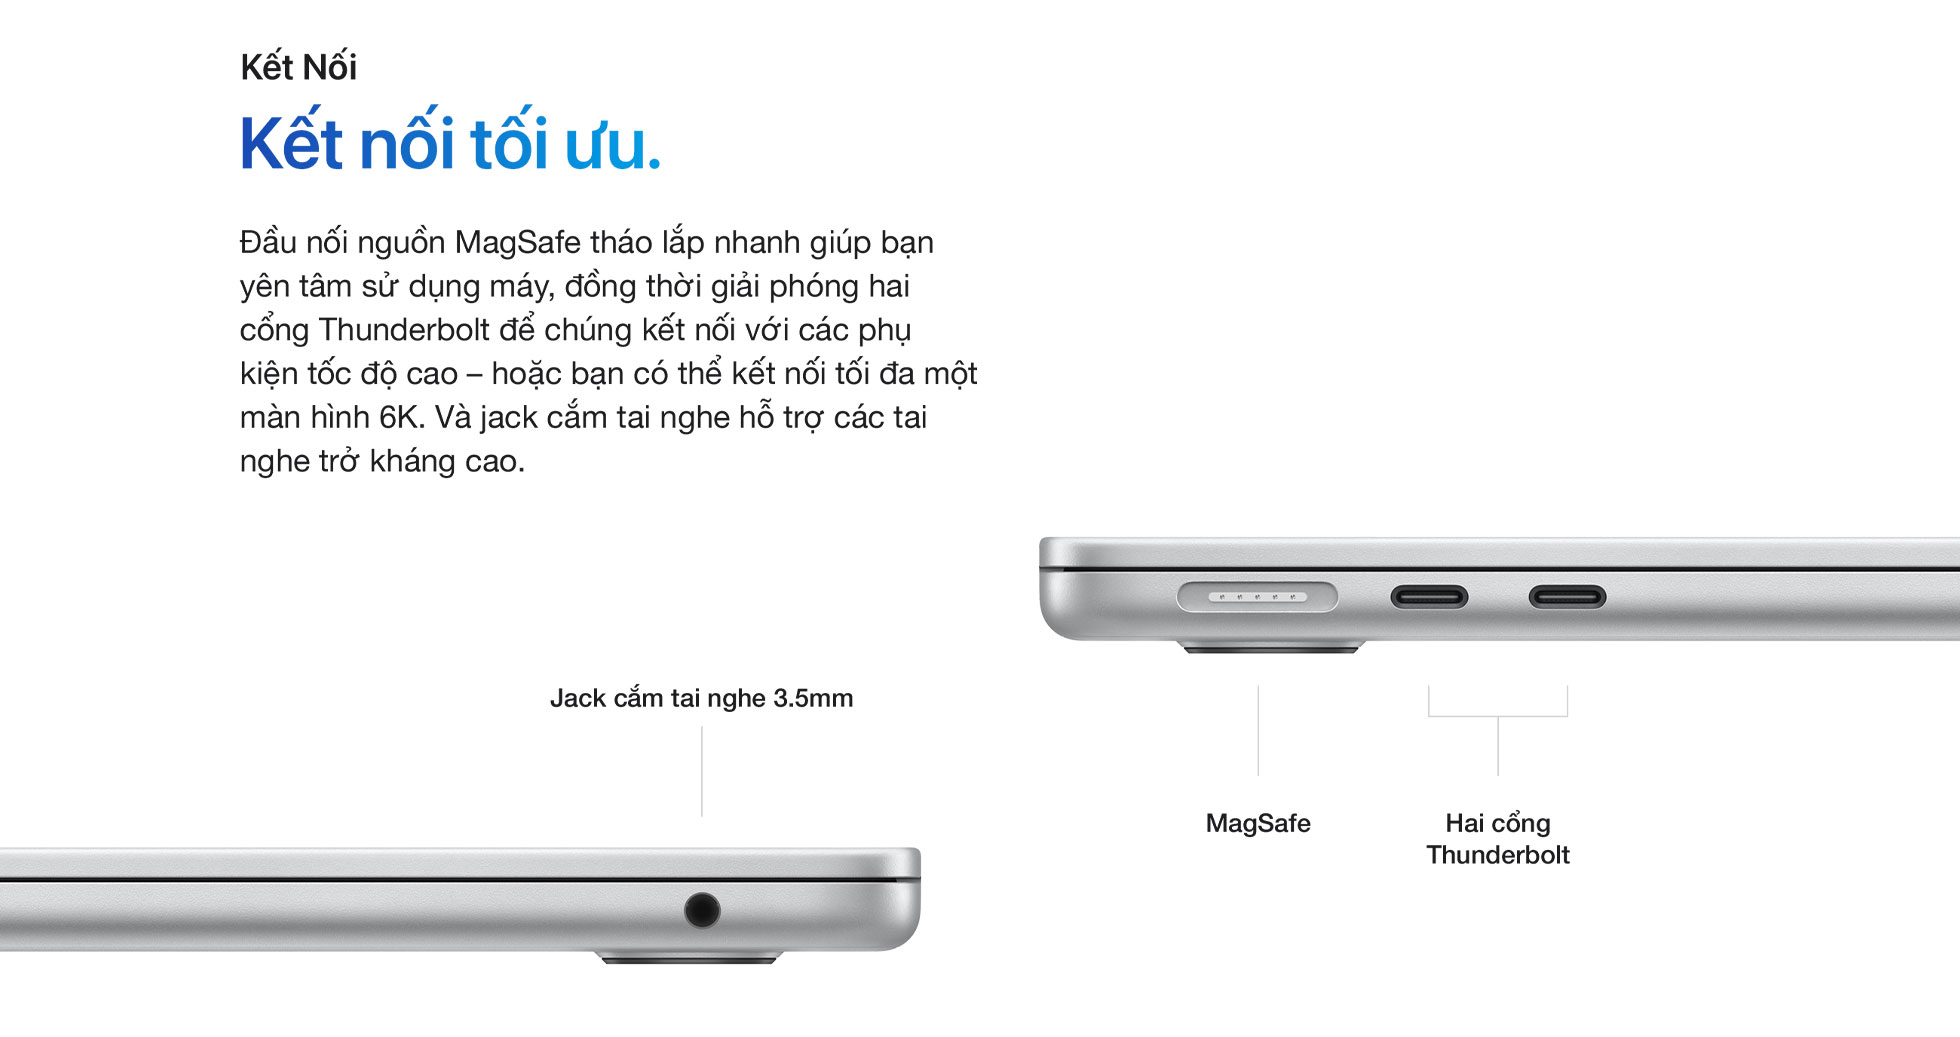 Kết Nối
Kết nối tối ưu.
Đầu nối nguồn MagSafe tháo lắp nhanh giúp bạn
yên tâm sử dụng máy, đồng thời giải phóng hai
cổng Thunderbolt để chúng kết nối với các phụ
kiện tốc độ cao – hoặc bạn có thể kết nối tối đa một
màn hình 6K. Và jack cắm tai nghe hỗ trợ các tai
nghe trở kháng cao.
Jack cắm tai nghe 3.5mm
MagSafe
Hai cổng
Thunderbolt